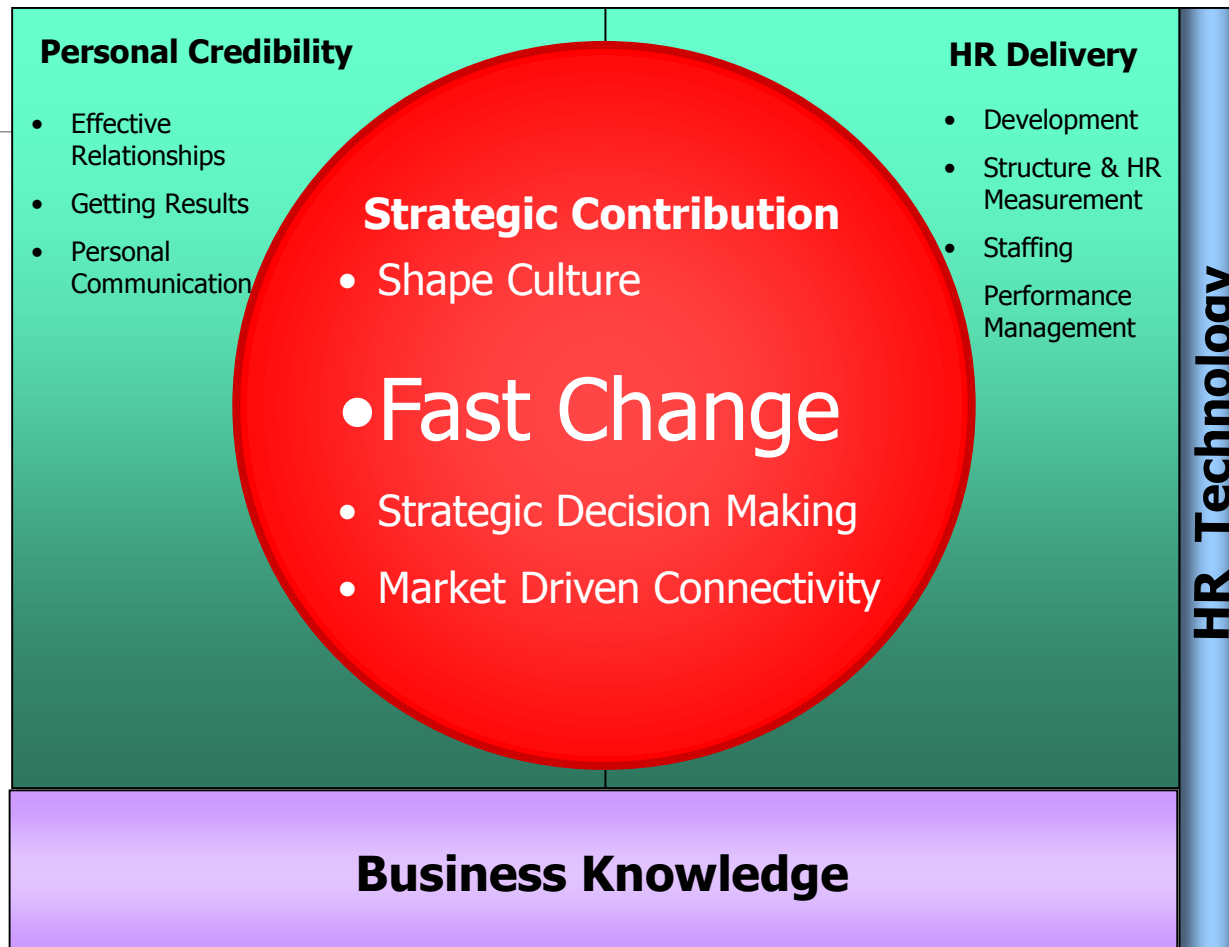 Personal Credibility
• Effective
Relationships
• Getting Results
• Personal
Communication
HR Delivery
• Development
• Structure & HR
Measurement
• Staffing
Performance
Management
Strategic Contribution
• Shape Culture
•Fast Change
• Strategic Decision Making
• Market Driven Connectivity
HR Technology
Business Knowledge